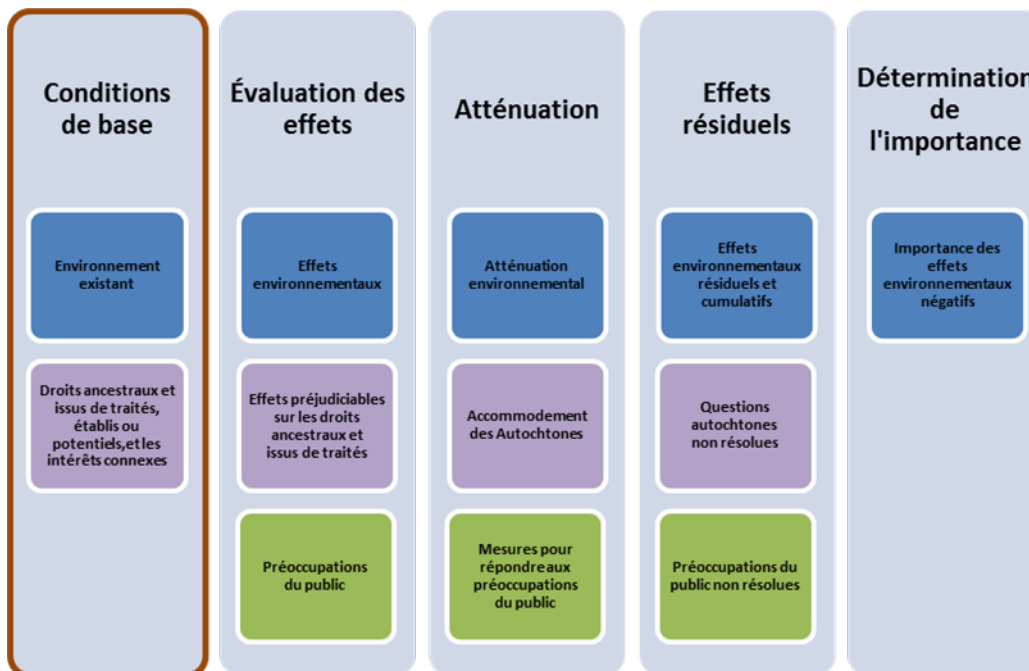 Conditions
de base
Environnement
existant
Droits ancestraux et
issus de traités,
établis ou
potentiels,et les
intérêts connexes
Évaluation des
effets
Effets
environnementaux
Effets préjudiciables
sur les droits
ancestraux et
issus de traités
Préoccupations
du public
Atténuation
Atténuation
environnemental
Accommodement
des Autochtones
Mesures pour
répondre aux
préoccupations
du public
Effets
résiduels
Effets
environnementaux
résiduels et
cumulatifs
Questions
autochtones
non résolues
Préoccupations du
public non résolues
Détermination
de
l'importance
Importance des
effets
environnementaux
négatifs